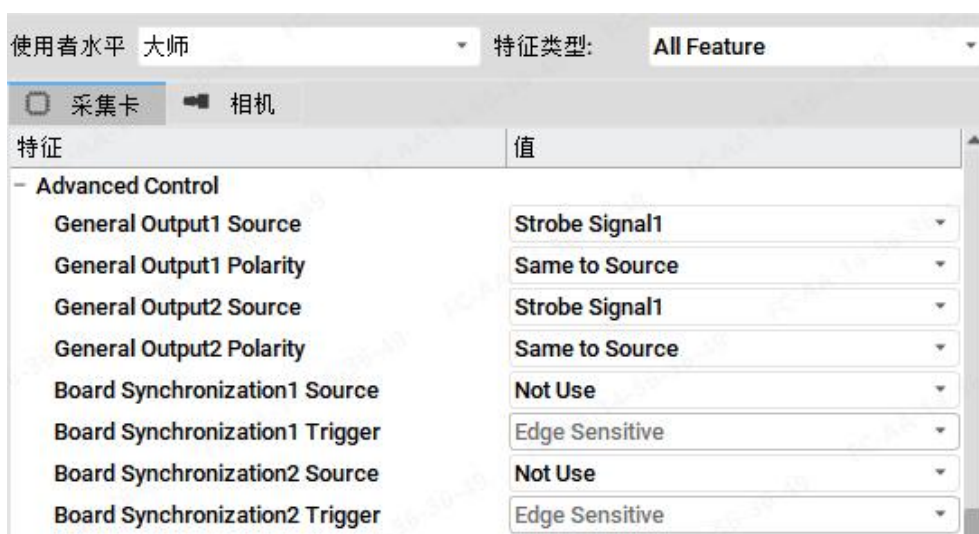 使用者水平 大师 特征类型: All Feature
采集卡 相机
特征 值
Advanced Control
General Output1 Source Strobe Signal1
General Output1 Polarity Same to Source
General Output2 Source Strobe Signal1
General Output2 Polarity Same to Source
Board Synchronization1 Source Not Use
Board Synchronization1 Trigger Edge Sensitive
Board Synchronization2 Source Not Use
Board Synchronization2 Trigger Edge Sensitive